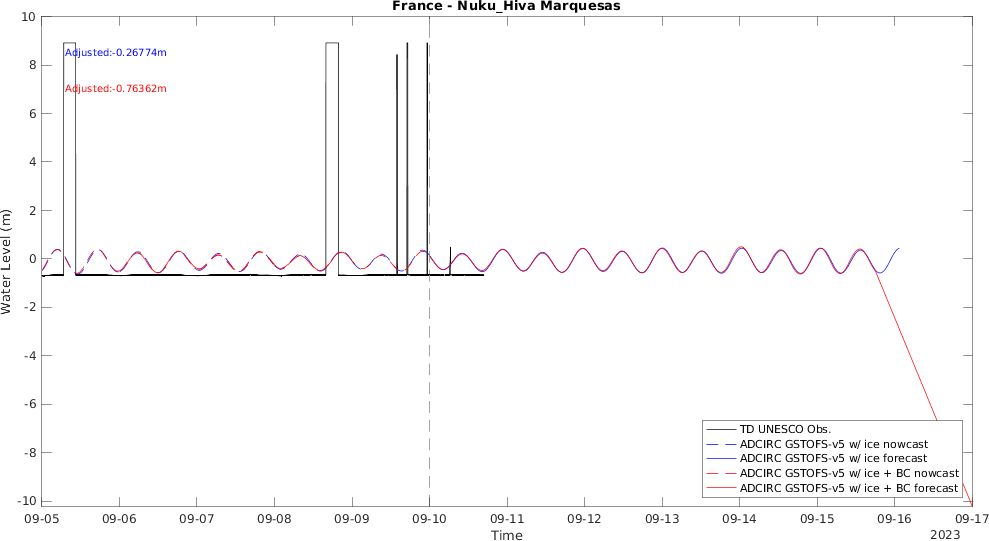 France - Nuku_Hiva Marquesas
10
8
6
4
2
0
-2
-4
-6
-8
-10
Water Level (m)
Adjusted:-0.26774m
Adjusted:-0.76362m
TD UNESCO Obs.
ADCIRC GSTOFS-v5 w/ ice nowcast
ADCIRC GSTOFS-v5 w/ ice forecast
ADCIRC GSTOFS-v5 w/ ice + BC nowcast
ADCIRC GSTOFS-v5 w/ ice + BC forecast
09-05 09-06 09-07 09-08 09-09 09-10 09-11 09-12 09-13 09-14 09-15 09-16 09-17
Time
2023